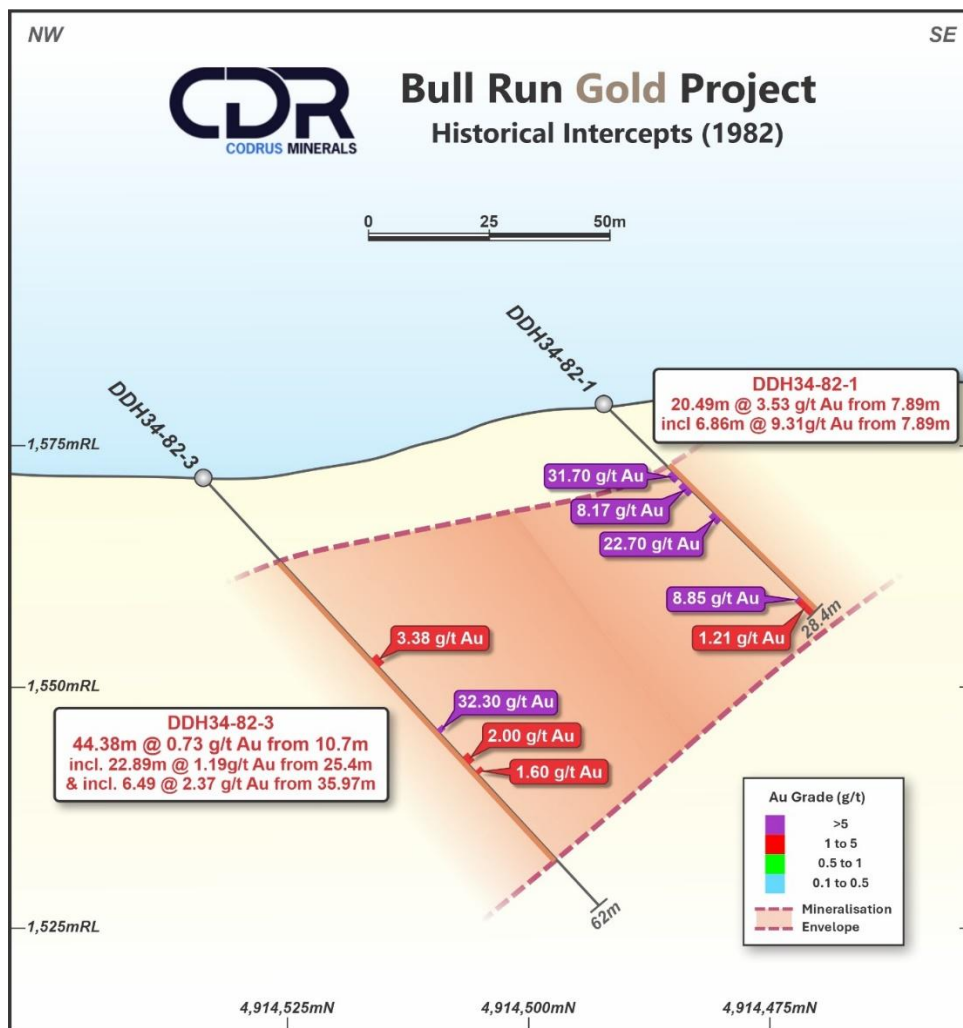 NW
SE
CDR
CODRUS MINERALS
Bull Run Gold Project
Historical Intercepts (1982)
0 25 50m
DDH34-82-1
DDH34-82-3
DDH34-82-1
20.49m @ 3.53 g/t Au from 7.89m
incl 6.86m @ 9.31g/t Au from 7.89m
1,575mRL
31.70 g/t Au
8.17 g/t Au
22.70 g/t Au
8.85 g/t Au
1.21 g/t Au
28.4m
3.38 g/t Au
1,550mRL
32.30 g/t Au
2.00 g/t Au
1.60 g/t Au
DDH34-82-3
44.38m @ 0.73 g/t Au from 10.7m
incl. 22.89m @ 1.19g/t Au from 25.4m
& incl. 6.49 @ 2.37 g/t Au from 35.97m
62m
1,525mRL
Au Grade (g/t)
>5
1 to 5
0.5 to 1
0.1 to 0.5
Mineralisation
Envelope
4,914,525mN
4,914,500mN
4,914,475mN